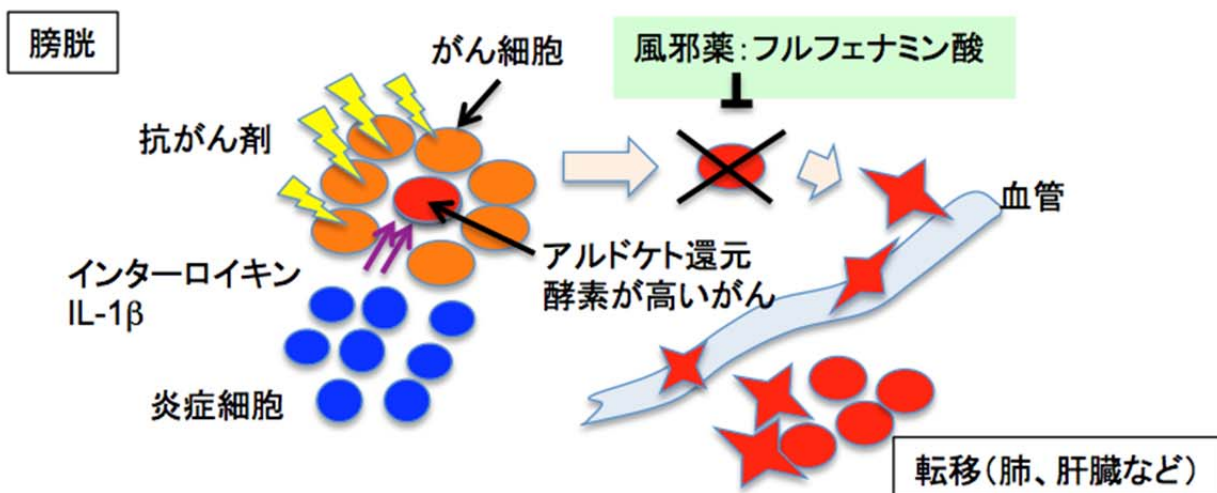 膀胱
がん細胞
風邪薬：フルフェナミン酸
抗がん剤
血管
インターロイキン
IL-1β
アルドケト還元
酵素が高いがん
炎症細胞
転移（肺、肝臓など）